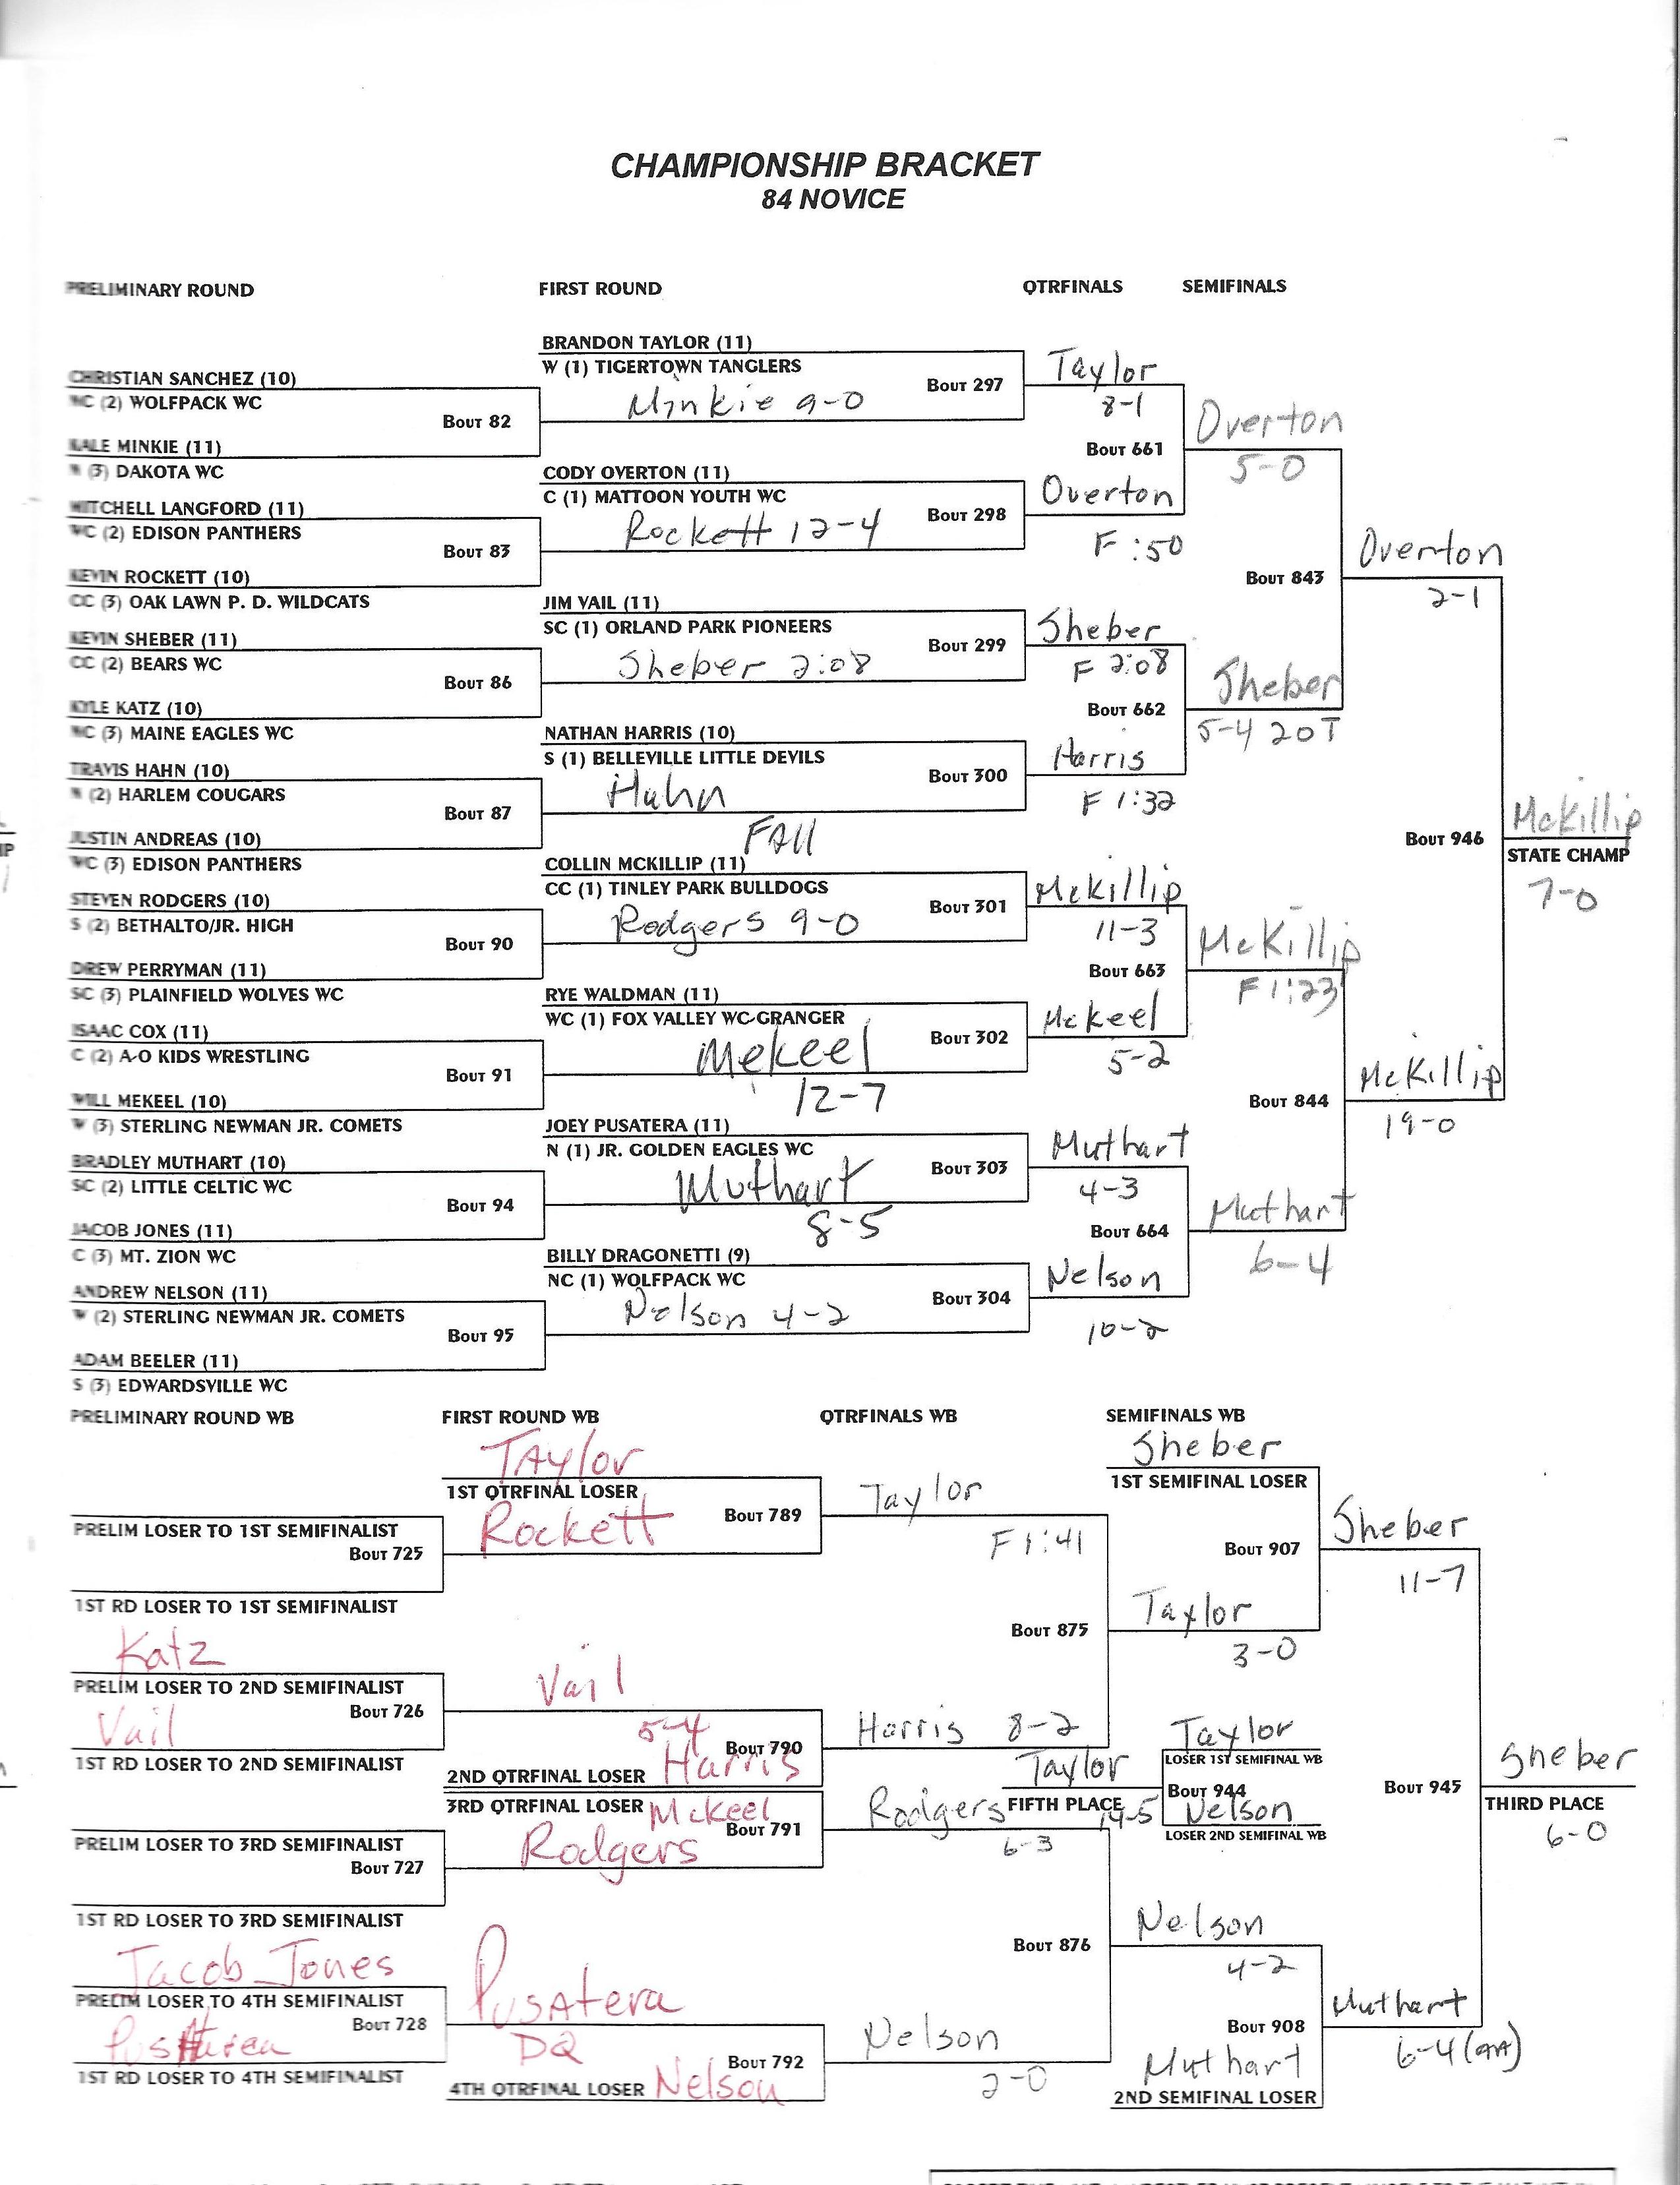 CHAMPIONSHIP BRACKET
84 NOVICE
PRELIMINARY ROUND
FIRST ROUND
QTRFINALS
SEMIFINALS
CHRISTIAN SANCHEZ (10)
NC (2) WOLFPACK WC
BOUT 82
KALE MINKIE (11)
N (3) DAKOTA WC
MITCHELL LANGFORD (11)
WC (2) EDISON PANTHERS
BOUT 83
KEVIN ROCKETT (10)
CC (3) OAK LAWN P. D. WILDCATS
KEVIN SHEBER (11)
CC (2) BEARS WC
BOUT 86
KYLE KATZ (10)
NC (3) MAINE EAGLES WC
TRAVIS HAHN (10)
N (2) HARLEM COUGARS
BOUT 87
JUSTIN ANDREAS (10)
WC (3) EDISON PANTHERS
STEVEN RODGERS (10)
S (2) BETHALTO/JR. HIGH
BOUT 90
DREW PERRYMAN (11)
SC (3) PLAINFIELD WOLVES WC
ISAAC COX (11)
C (2) A-O KIDS WRESTLING
BOUT 91
WILL MEKEEL (10)
W (3) STERLING NEWMAN JR. COMETS
BRADLEY MUTHART (10)
SC (2) LITTLE CELTIC WC
BOUT 94
JACOB JONES (11)
C (3) MT. ZION WC
ANDREW NELSON (11)
W (2) STERLING NEWMAN JR. COMETS
BOUT 95
ADAM BEELER (11)
S (3) EDWARDSVILLE WC
BRANDON TAYLOR (11)
W (1) TIGERTOWN TANGLERS
BOUT 297
Minkie 9-0
CODY OVERTON (11)
C (1) MATTOON YOUTH WC
BOUT 298
Rockett 12-4
JIM VAIL (11)
SC (1) ORLAND PARK PIONEERS
BOUT 299
Sheber 2:08
NATHAN HARRIS (10)
S (1) BELLEVILLE LITTLE DEVILS
BOUT 300
Hahn
FAll
COLLIN MCKILLIP (11)
CC (1) TINLEY PARK BULLDOGS
BOUT 301
Rodgers 9-0
RYE WALDMAN (11)
WC (1) FOX VALLEY WC-GRANGER
BOUT 302
Mekeel
12-7
JOEY PUSATERA (11)
N (1) JR. GOLDEN EAGLES WC
BOUT 303
Muthart
8-5
BILLY DRAGONETTI (9)
NC (1) WOLFPACK WC
BOUT 304
Nelson 4-2
Taylor
8-1
BOUT 661
Overton
F :50
Sheber
F 2:08
BOUT 662
Harris
F 1:32
McKillip
11-3
BOUT 663
Mckeel
5-2
Muthart
4-3
BOUT 664
Nelson
10-2
Overton
5-0
BOUT 843
Sheber
5-4 2OT
McKillip
F 1:23
BOUT 844
Muthart
6-4
Overton
2-1
BOUT 946
McKillip
19-0
McKillip
STATE CHAMP
7-0
PRELIMINARY ROUND WB
FIRST ROUND WB
QTRFINALS WB
SEMIFINALS WB
PRELIM LOSER TO 1ST SEMIFINALIST
BOUT 725
1ST RD LOSER TO 1ST SEMIFINALIST
Katz
PRELIM LOSER TO 2ND SEMIFINALIST
BOUT 726
Vail
1ST RD LOSER TO 2ND SEMIFINALIST
PRELIM LOSER TO 3RD SEMIFINALIST
BOUT 727
1ST RD LOSER TO 3RD SEMIFINALIST
Jacob Jones
PRELIM LOSER TO 4TH SEMIFINALIST
BOUT 728
1ST RD LOSER TO 4TH SEMIFINALIST
TAylor
1ST QTRFINAL LOSER
BOUT 789
Rockett
Vail
5-4
BOUT 790
2ND QTRFINAL LOSER Harris
3RD QTRFINAL LOSER Mckeel
BOUT 791
Rodgers
PusAtera
DQ
BOUT 792
4TH QTRFINAL LOSER Nelson
Taylor
F 1:41
BOUT 875
Harris 8-2
Rodgers
6-3
BOUT 876
Nelson
2-0
Sheber
1ST SEMIFINAL LOSER
BOUT 907
Taylor
3-0
Taylor
LOSER 1ST SEMIFINAL WB
Taylor
FIFTH PLACE 14-5
BOUT 944
Nelson
LOSER 2ND SEMIFINAL WB
Nelson
4-2
BOUT 908
Muthart
2ND SEMIFINAL LOSER
Sheber
11-7
BOUT 945
Muthart
6-4
Sheber
THIRD PLACE
6-0